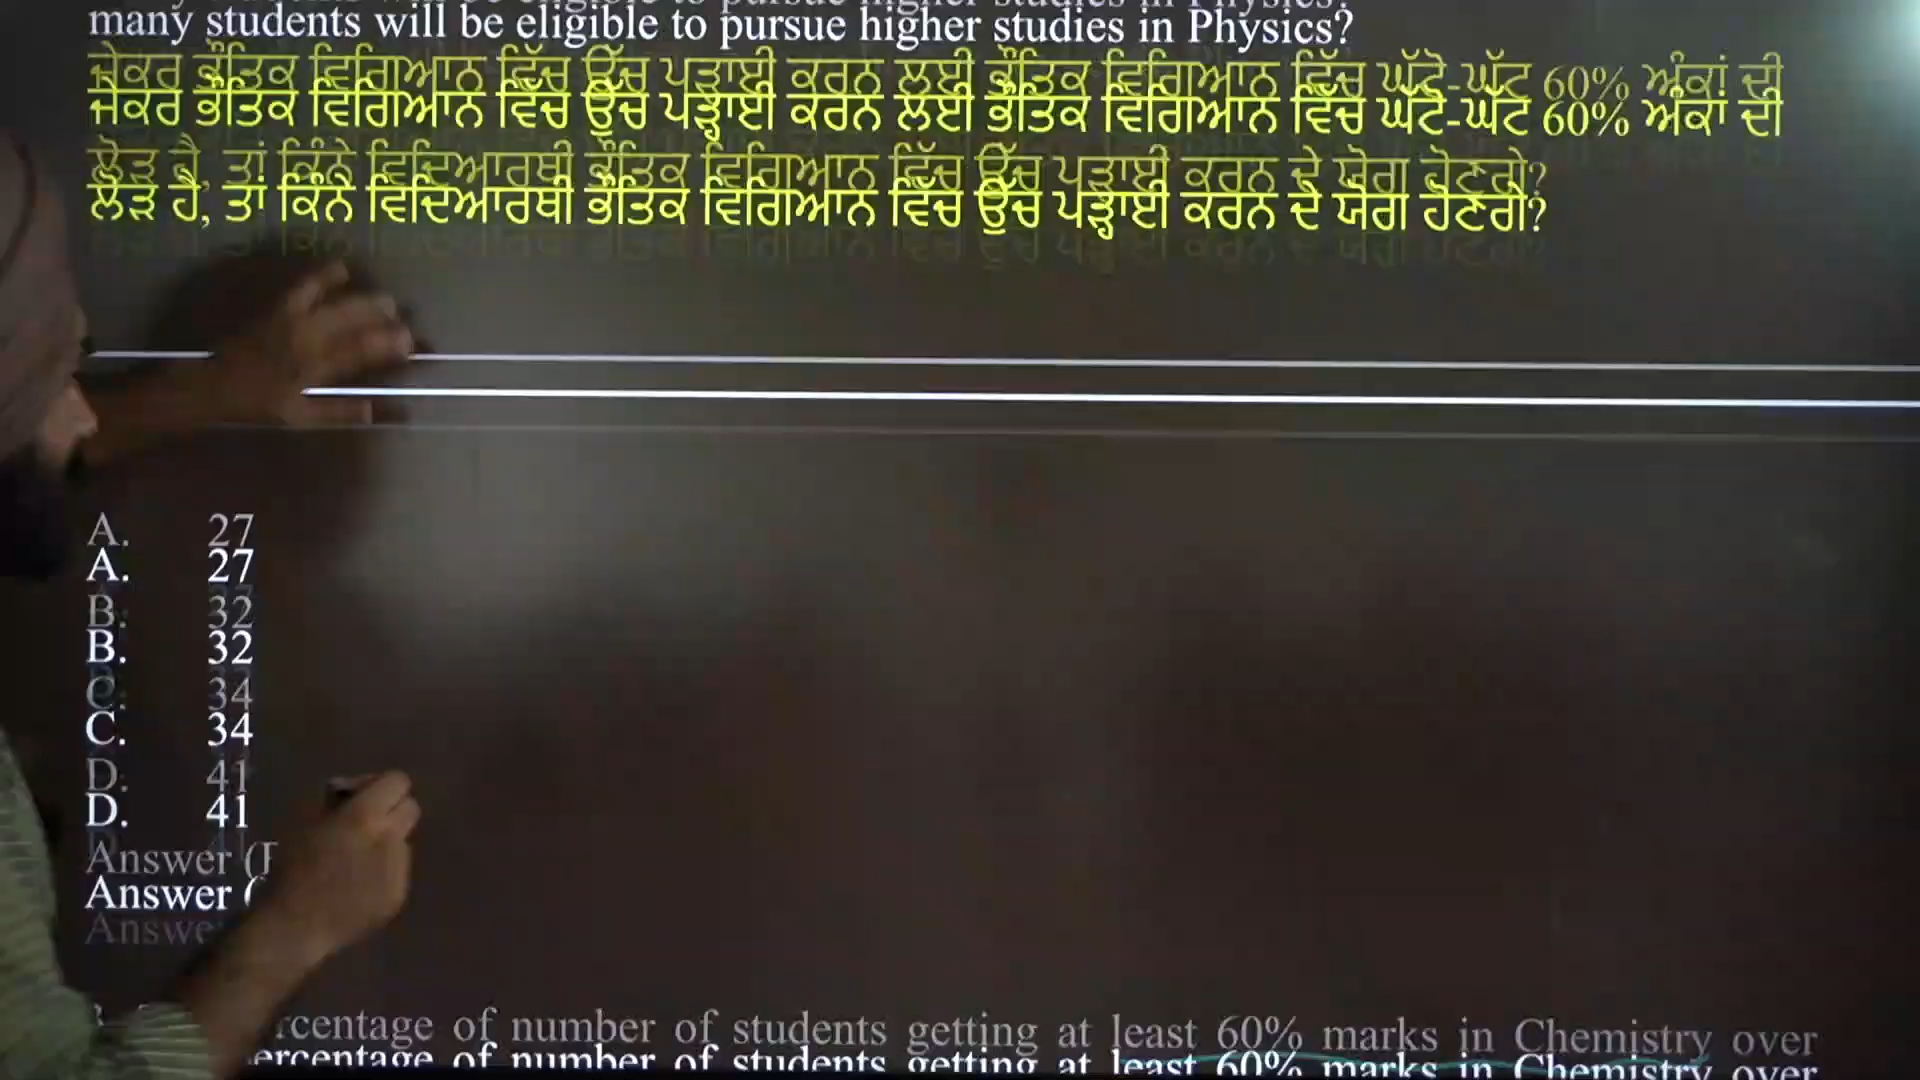 many students will be eligible to pursue higher studies in Physics?
ਜੇਕਰ ਭੌਤਿਕ ਵਿਗਿਆਨ ਵਿੱਚ ਉੱਚ ਪੜ੍ਹਾਈ ਕਰਨ ਲਈ ਭੌਤਿਕ ਵਿਗਿਆਨ ਵਿੱਚ ਘੱਟੋ-ਘੱਟ 60% ਅੰਕਾਂ ਦੀ
ਲੋੜ ਹੈ, ਤਾਂ ਕਿੰਨੇ ਵਿਦਿਆਰਥੀ ਭੌਤਿਕ ਵਿਗਿਆਨ ਵਿੱਚ ਉੱਚ ਪੜ੍ਹਾਈ ਕਰਨ ਦੇ ਯੋਗ ਹੋਣਗੇ?
A. 27
B. 32
C. 34
D. 41
Answer (
percentage of number of students getting at least 60% marks in Chemistry over